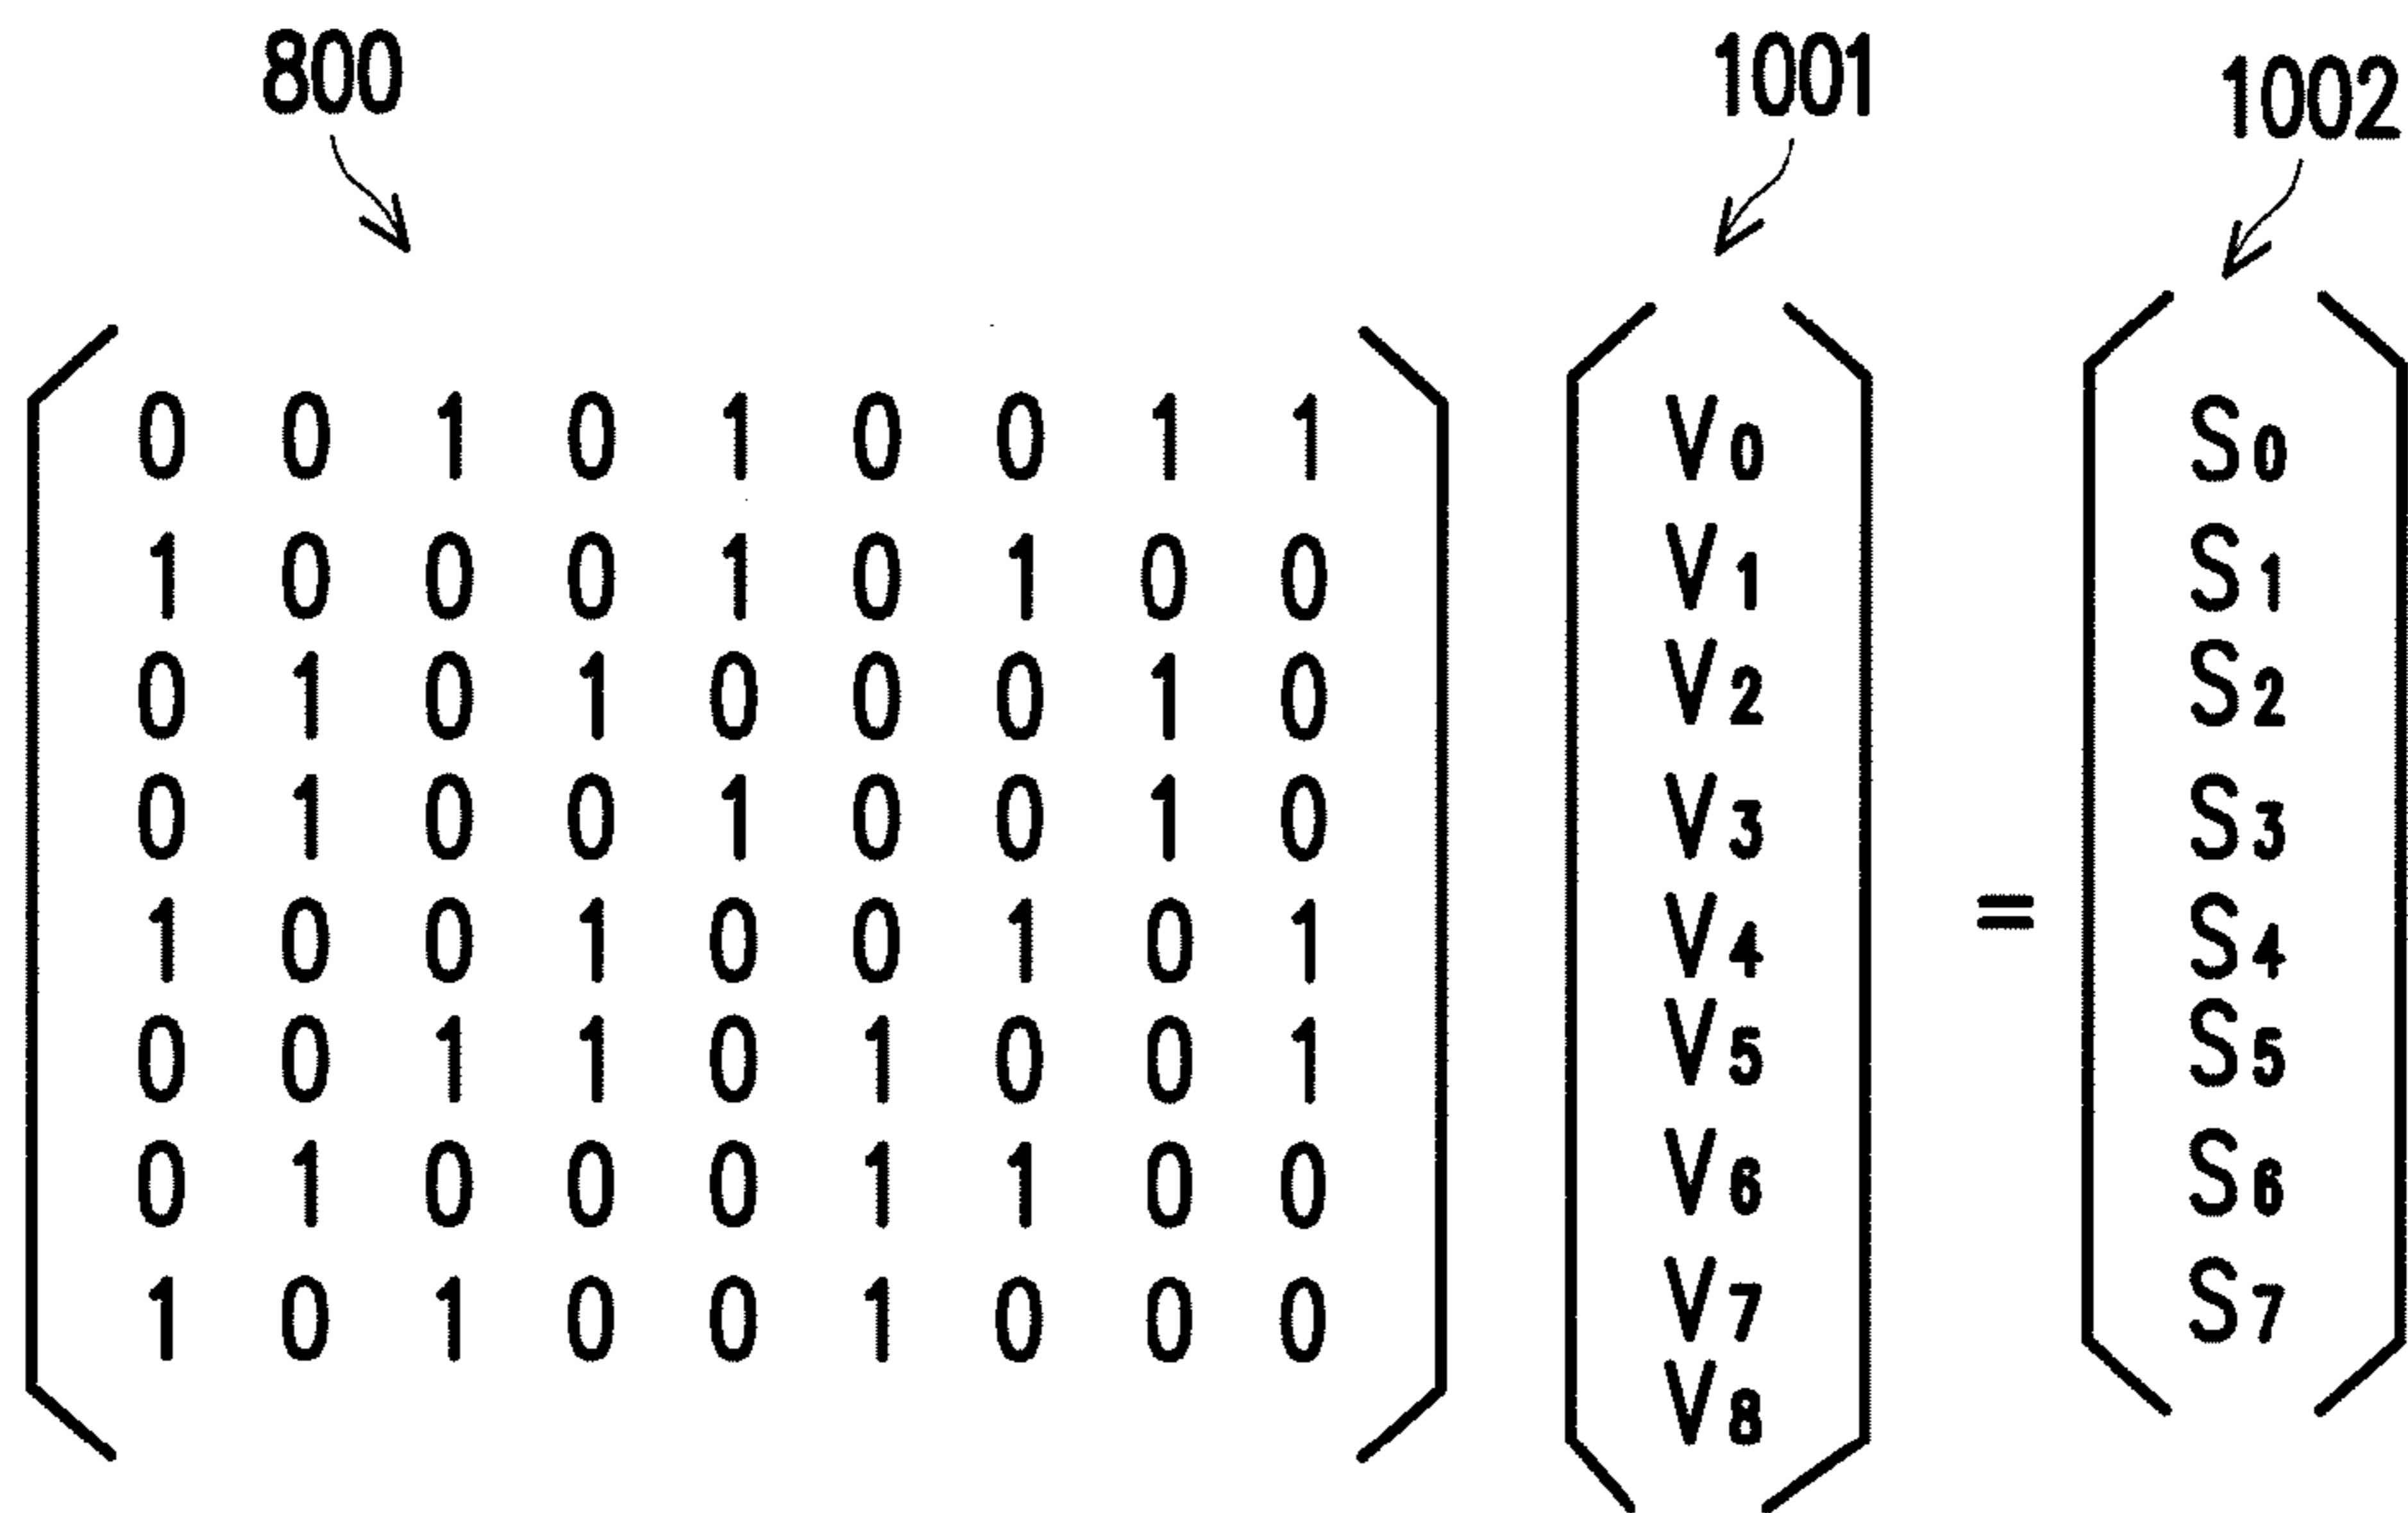 800 1001 1002
0 0 1 0 1 0 0 1 1 V0 S0
1 0 0 0 1 0 1 0 0 V1 S1
0 1 0 1 0 0 0 1 0 V2 S2
0 1 0 0 1 0 0 1 0 V3 S3
1 0 0 1 0 0 1 0 1 V4 = S4
0 0 1 1 0 1 0 0 1 V5 S5
0 1 0 0 0 1 1 0 0 V6 S6
1 0 1 0 0 1 0 0 0 V7 S7
V8